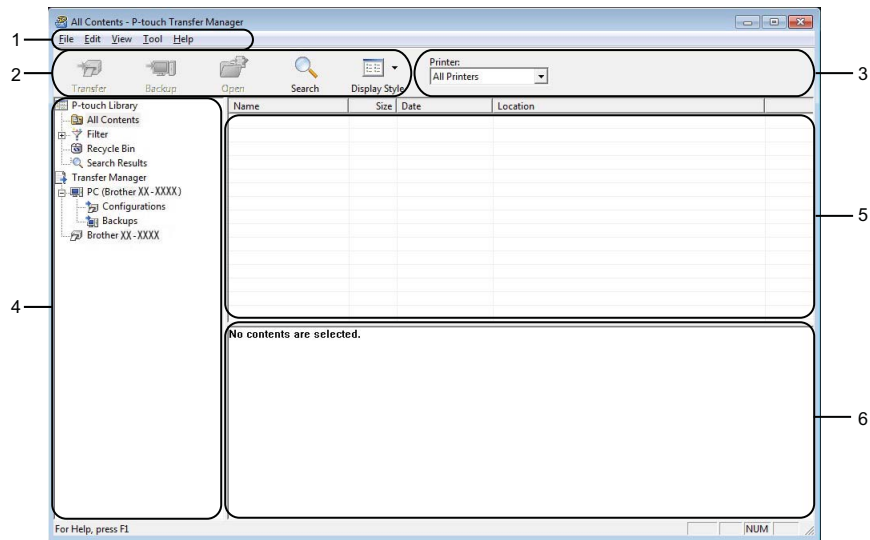 All Contents - P-touch Transfer Manager
1
File Edit View Tool Help
2
Transfer Backup Open Search Display Style
Printer:
All Printers
3
4
P-touch Library
All Contents
Filter
Recycle Bin
Search Results
Transfer Manager
PC (Brother XX-XXXX)
Configurations
Backups
Brother XX-XXXX
Name Size Date Location
5
No contents are selected.
6
For Help, press F1
NUM